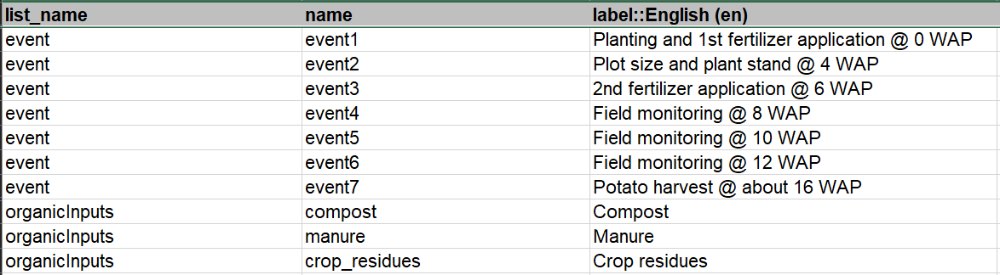 list_name name label::English (en)
event event1 Planting and 1st fertilizer application @ 0 WAP
event event2 Plot size and plant stand @ 4 WAP
event event3 2nd fertilizer application @ 6 WAP
event event4 Field monitoring @ 8 WAP
event event5 Field monitoring @ 10 WAP
event event6 Field monitoring @ 12 WAP
event event7 Potato harvest @ about 16 WAP
organicInputs compost Compost
organicInputs manure Manure
organicInputs crop_residues Crop residues